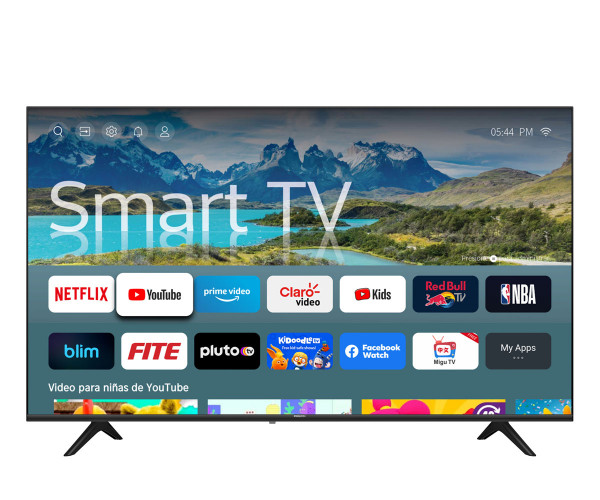 05:44 PM
Smart TV
NETFLIX
YouTube
prime video
Claro video
Kids
Red Bull TV
NBA
blim
FITE
pluto tv
KiDoodle.TV
Facebook Watch
Migu TV
My Apps
Video para niñas de YouTube